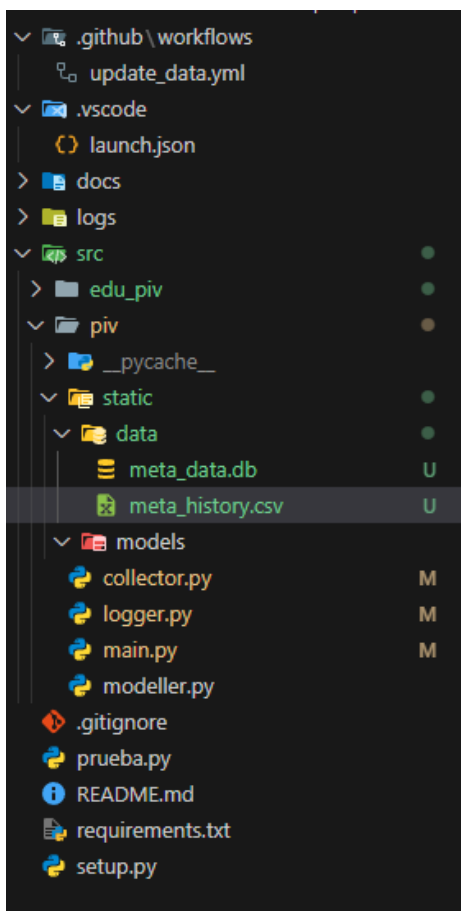 .github\workflows
update_data.yml
.vscode
launch.json
docs
logs
src
edu_piv
piv
__pycache__
static
data
meta_data.db U
meta_history.csv U
models
collector.py M
logger.py M
main.py M
modeller.py
.gitignore
prueba.py
README.md
requirements.txt
setup.py